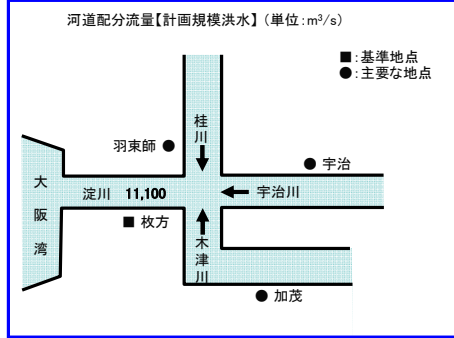 河道配分流量【計画規模洪水】(単位:m³/s)
■:基準地点
●:主要な地点
桂川
羽束師 ●
● 宇治
大阪湾
淀川 11,100
宇治川
■ 枚方
木津川
● 加茂